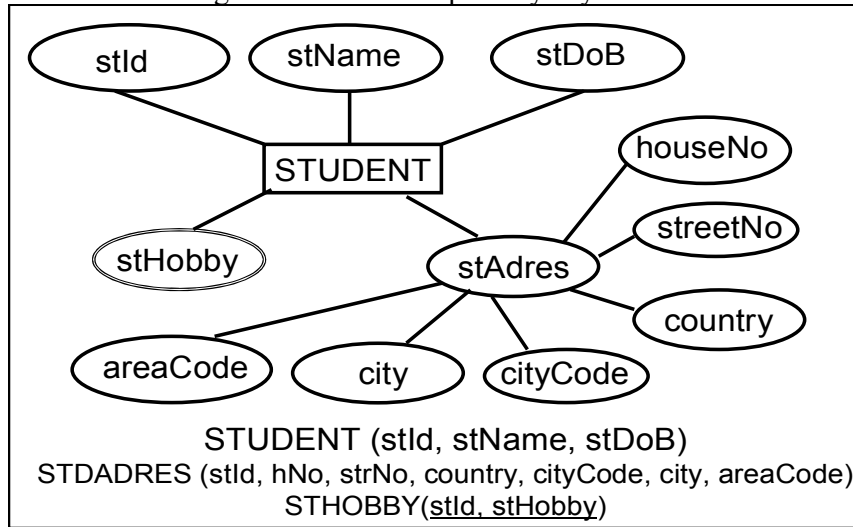 stId
stName
stDoB
STUDENT
houseNo
streetNo
stHobby
stAdres
country
areaCode
city
cityCode
STUDENT (stId, stName, stDoB)
STDADRES (stId, hNo, strNo, country, cityCode, city, areaCode)
STHOBBY(stId, stHobby)